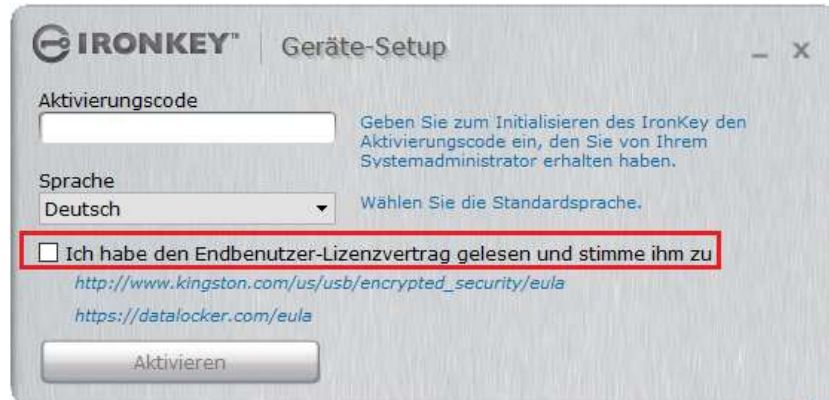 IRONKEY™ Geräte-Setup
Aktivierungscode
Geben Sie zum Initialisieren des IronKey den
Aktivierungscode ein, den Sie von Ihrem
Systemadministrator erhalten haben.
Sprache
Deutsch
Wählen Sie die Standardsprache.
Ich habe den Endbenutzer-Lizenzvertrag gelesen und stimme ihm zu
http://www.kingston.com/us/usb/encrypted_security/eula
https://datalocker.com/eula
Aktivieren